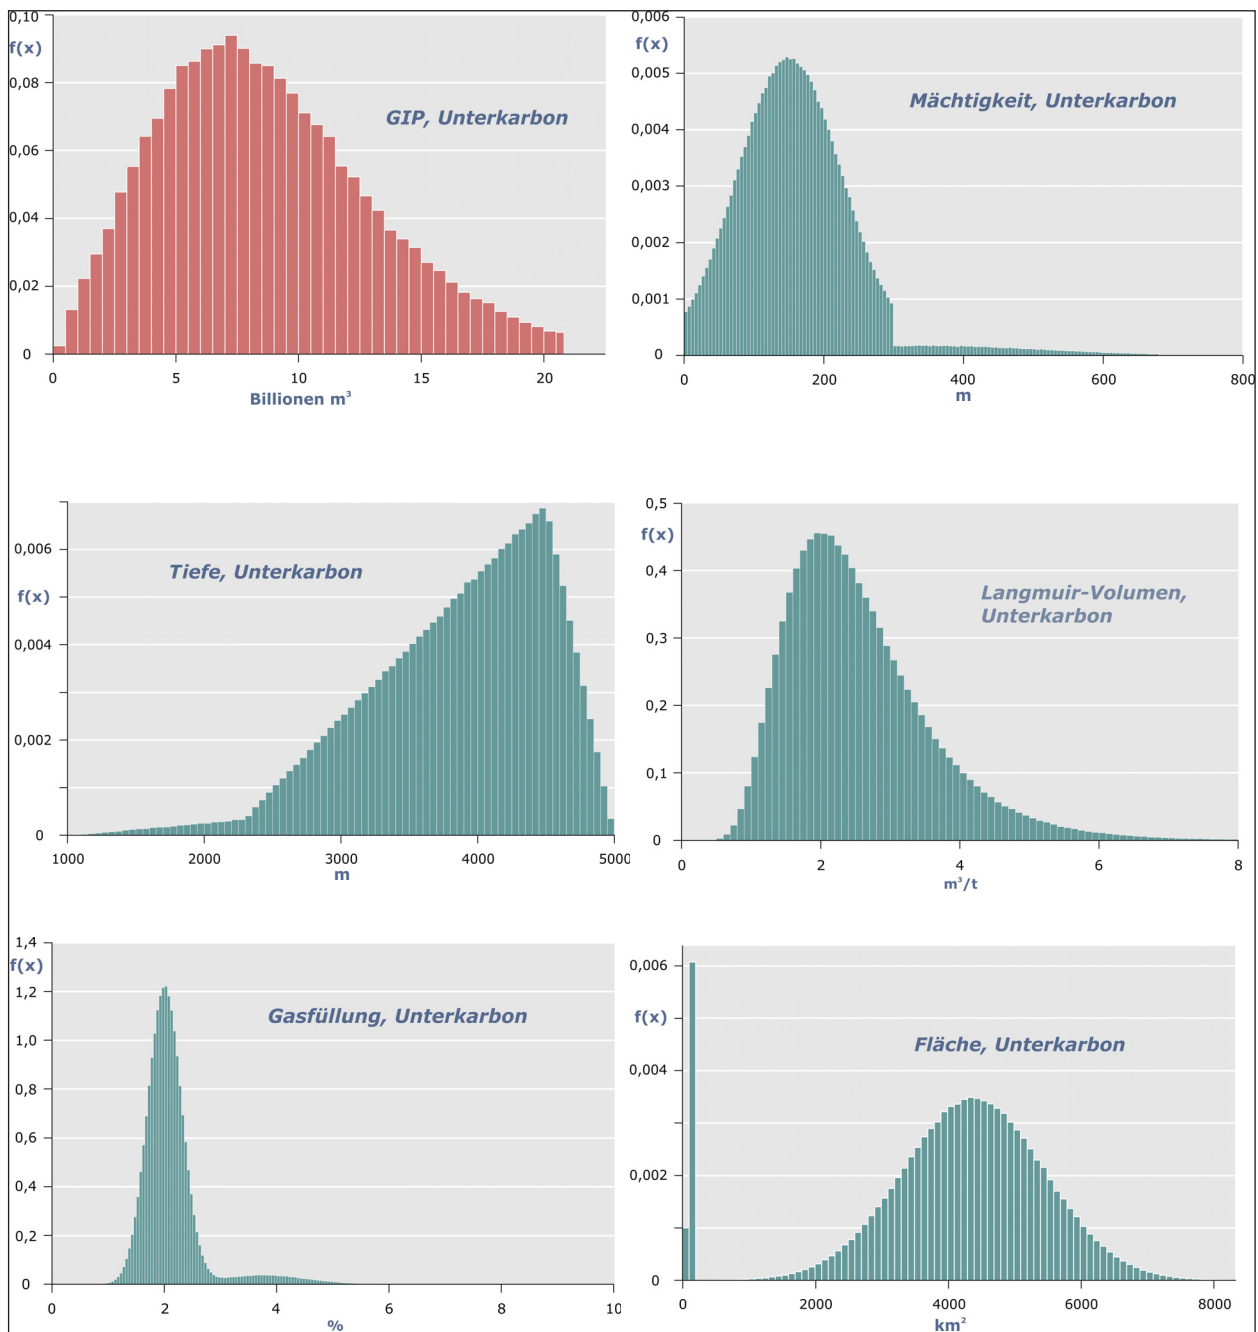 0,10
f(x)
0,08
0,06
0,04
0,02
0
GIP, Unterkarbon
0 5 10 15 20
Billionen m³
0,006
f(x)
0,005
0,004
0,003
0,002
0,001
0
Mächtigkeit, Unterkarbon
0 200 400 600 800
m
0,006
f(x)
0,004
0,002
0
Tiefe, Unterkarbon
1000 2000 3000 4000 5000
m
0,5
f(x)
0,4
0,3
0,2
0,1
0
Langmuir-Volumen,
Unterkarbon
0 2 4 6 8
m³/t
1,4
f(x)
1,2
1,0
0,8
0,6
0,4
0,2
0
Gasfüllung, Unterkarbon
0 2 4 6 8 10
%
0,006
f(x)
0,004
0,002
0
Fläche, Unterkarbon
0 2000 4000 6000 8000
km²